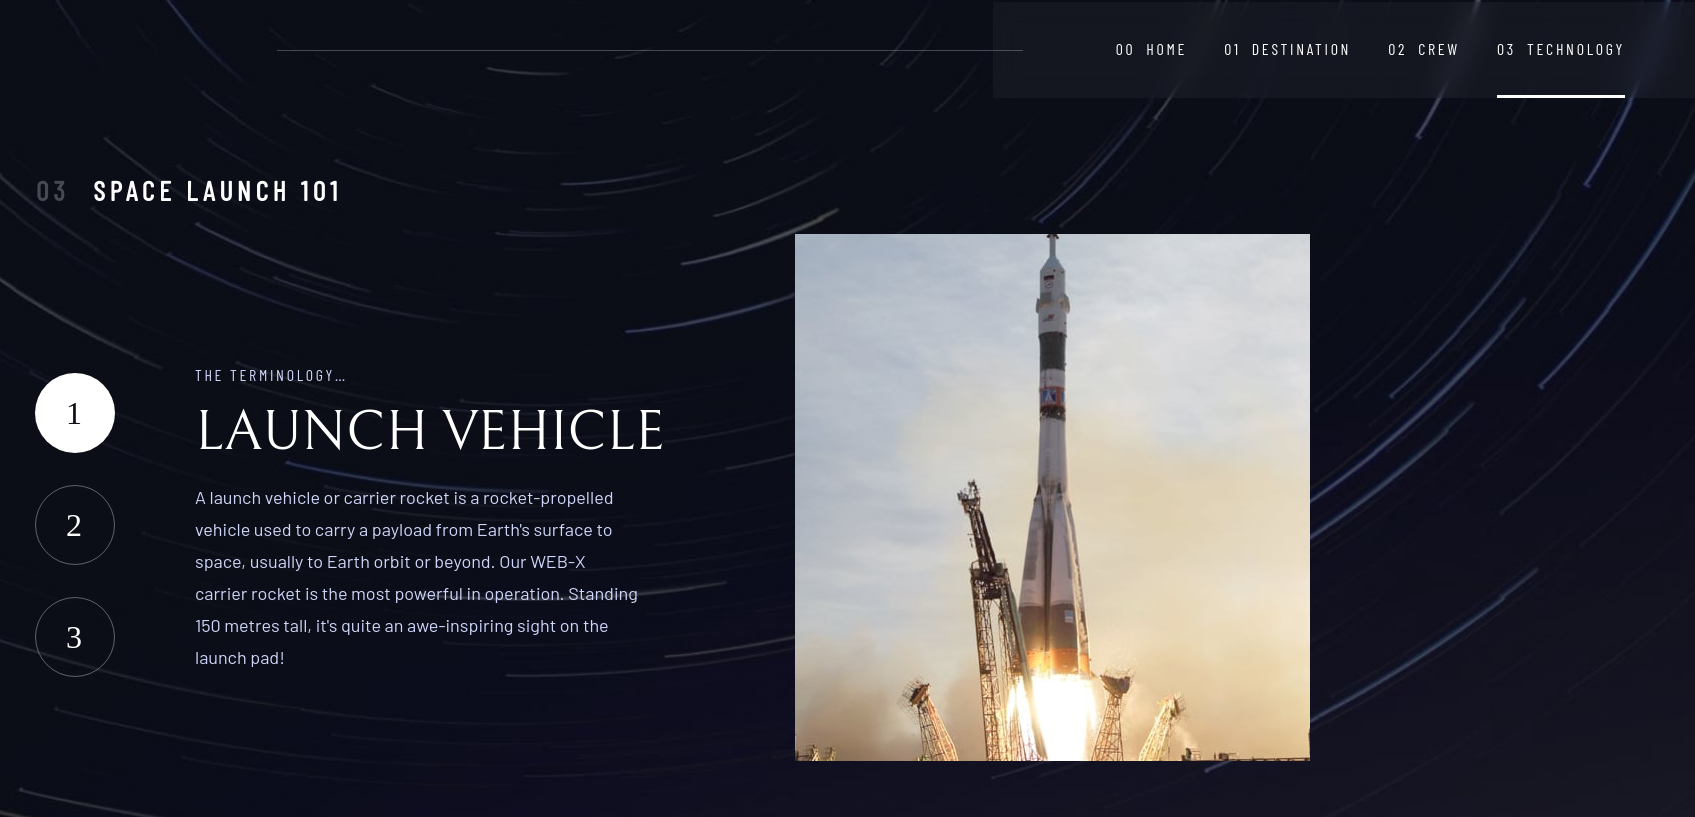 00 HOME 01 DESTINATION 02 CREW 03 TECHNOLOGY
03 SPACE LAUNCH 101
1
2
3
THE TERMINOLOGY...
LAUNCH VEHICLE
A launch vehicle or carrier rocket is a rocket-propelled
vehicle used to carry a payload from Earth's surface to
space, usually to Earth orbit or beyond. Our WEB-X
carrier rocket is the most powerful in operation. Standing
150 metres tall, it's quite an awe-inspiring sight on the
launch pad!